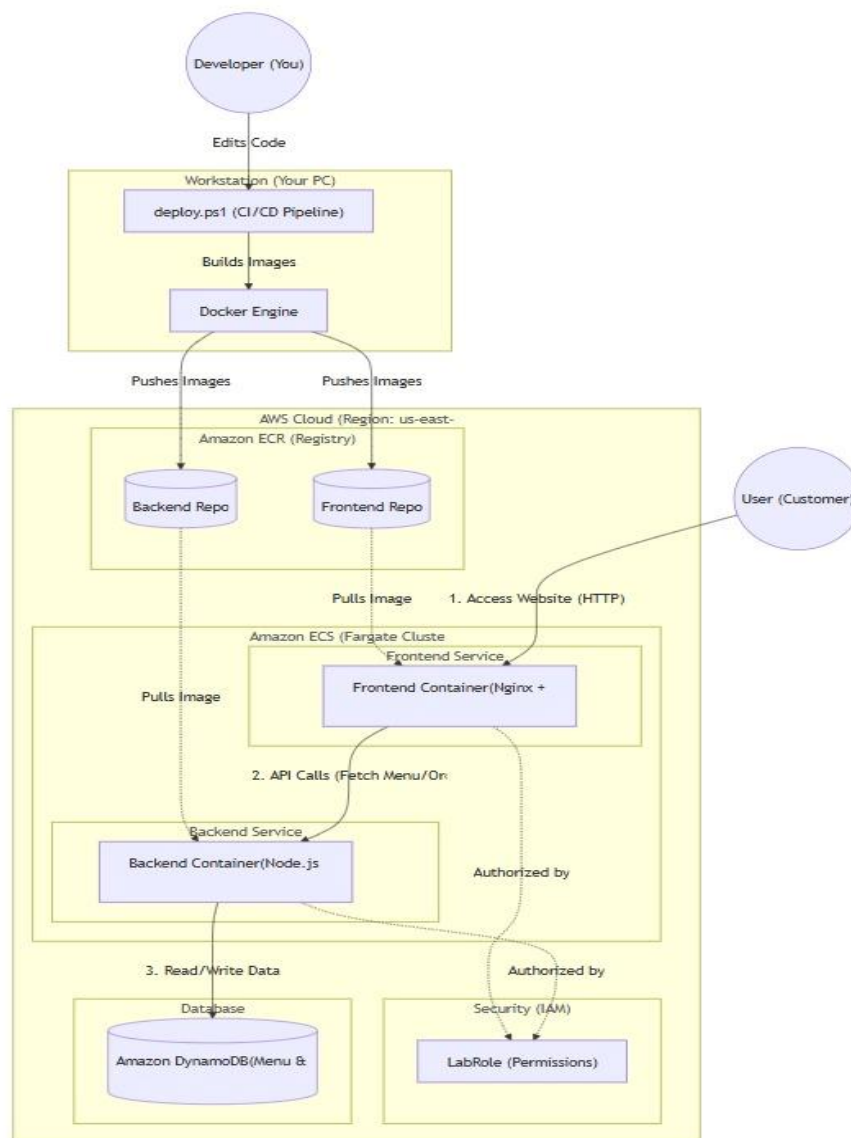 Developer (You)
Edits Code
Workstation (Your PC)
deploy.ps1 (CI/CD Pipeline)
Builds Images
Docker Engine
Pushes Images
Pushes Images
AWS Cloud (Region: us-east-
Amazon ECR (Registry)
Backend Repo
Frontend Repo
User (Customer)
Pulls Image
1. Access Website (HTTP)
Amazon ECS (Fargate Cluste
Frontend Service
Frontend Container(Nginx +
Pulls Image
2. API Calls (Fetch Menu/Or
Backend Service
Backend Container(Node.js
Authorized by
3. Read/Write Data
Authorized by
Database
Security (IAM)
Amazon DynamoDB(Menu &
LabRole (Permissions)